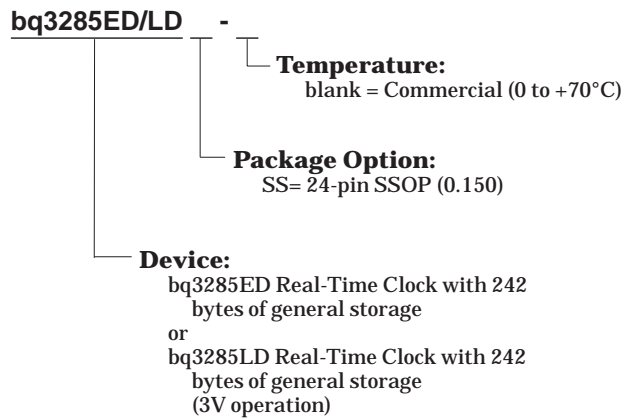 bq3285ED/LD _ - _
Temperature:
blank = Commercial (0 to +70°C)
Package Option:
SS= 24-pin SSOP (0.150)
Device:
bq3285ED Real-Time Clock with 242
bytes of general storage
or
bq3285LD Real-Time Clock with 242
bytes of general storage
(3V operation)